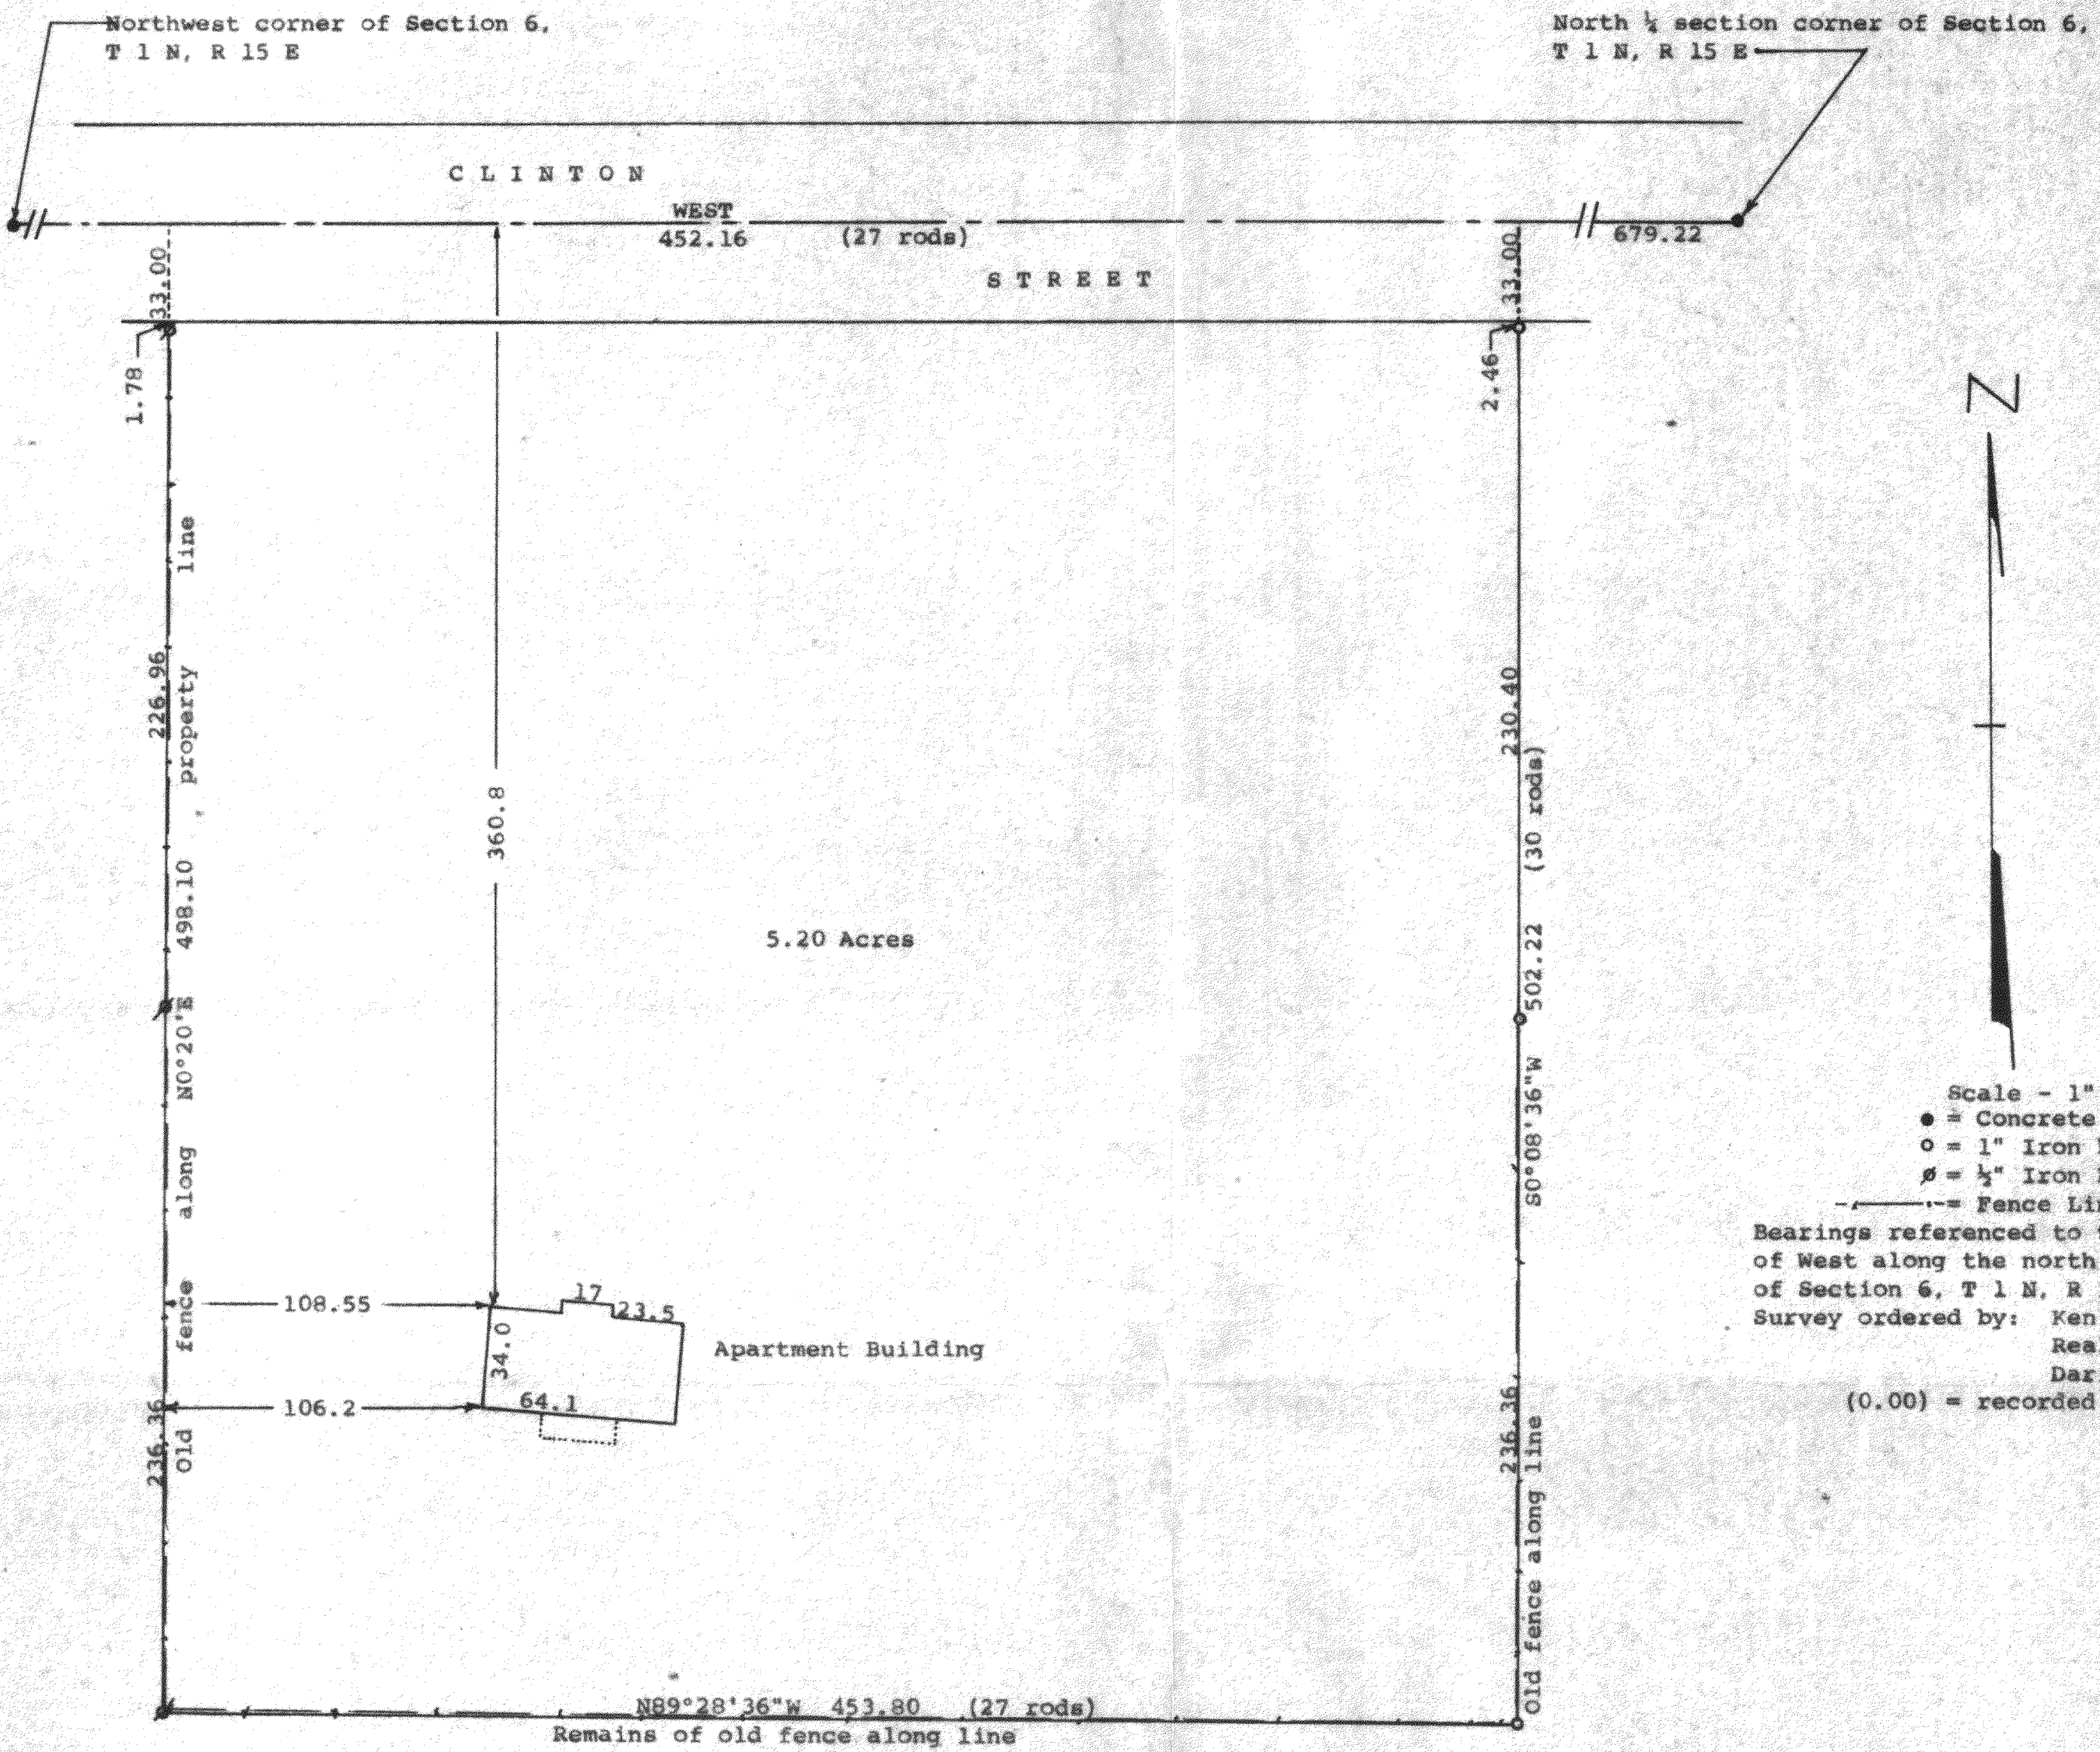 Northwest corner of Section 6,
T 1 N, R 15 E
North ¼ section corner of Section 6,
T 1 N, R 15 E
CLINTON
WEST
452.16 (27 rods)
679.22
STREET
33.00
33.00
1.78
2.46
N
226.96
Old fence along property line
N0°20'E 498.10
236.36
360.8
230.40
S0°08'36"W 502.22 (30 rods)
236.36
Old fence along line
5.20 Acres
108.55
17
23.5
34.0
Apartment Building
106.2
64.1
N89°28'36"W 453.80 (27 rods)
Remains of old fence along line
Scale - 1"
= Concrete
= 1" Iron
= ½" Iron
= Fence Li
Bearings referenced to
of West along the north
of Section 6, T 1 N, R
Survey ordered by: Ken
Rea
Dar
(0.00) = recorded